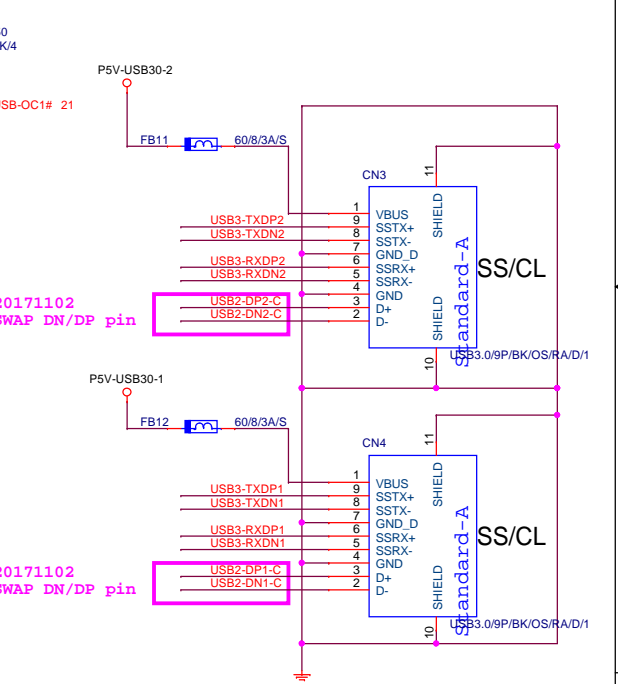 K/4
P5V-USB30-2
SB-OC1# 21
FB11
60/8/3A/S
CN3
11
1
VBUS
SHIELD
USB3-TXDP2
9
SSTX+
USB3-TXDN2
8
SSTX-
7
GND_D
USB3-RXDP2
6
SSRX+
USB3-RXDN2
5
SSRX-
4
GND
USB2-DP2-C
3
D+
USB2-DN2-C
2
D-
SHIELD
Standard-A
SS/CL
20171102
SWAP DN/DP pin
10
USB3.0/9P/BK/OS/RA/D/1
P5V-USB30-1
FB12
60/8/3A/S
CN4
11
1
VBUS
SHIELD
USB3-TXDP1
9
SSTX+
USB3-TXDN1
8
SSTX-
7
GND_D
USB3-RXDP1
6
SSRX+
USB3-RXDN1
5
SSRX-
4
GND
USB2-DP1-C
3
D+
USB2-DN1-C
2
D-
SHIELD
Standard-A
SS/CL
20171102
SWAP DN/DP pin
10
USB3.0/9P/BK/OS/RA/D/1